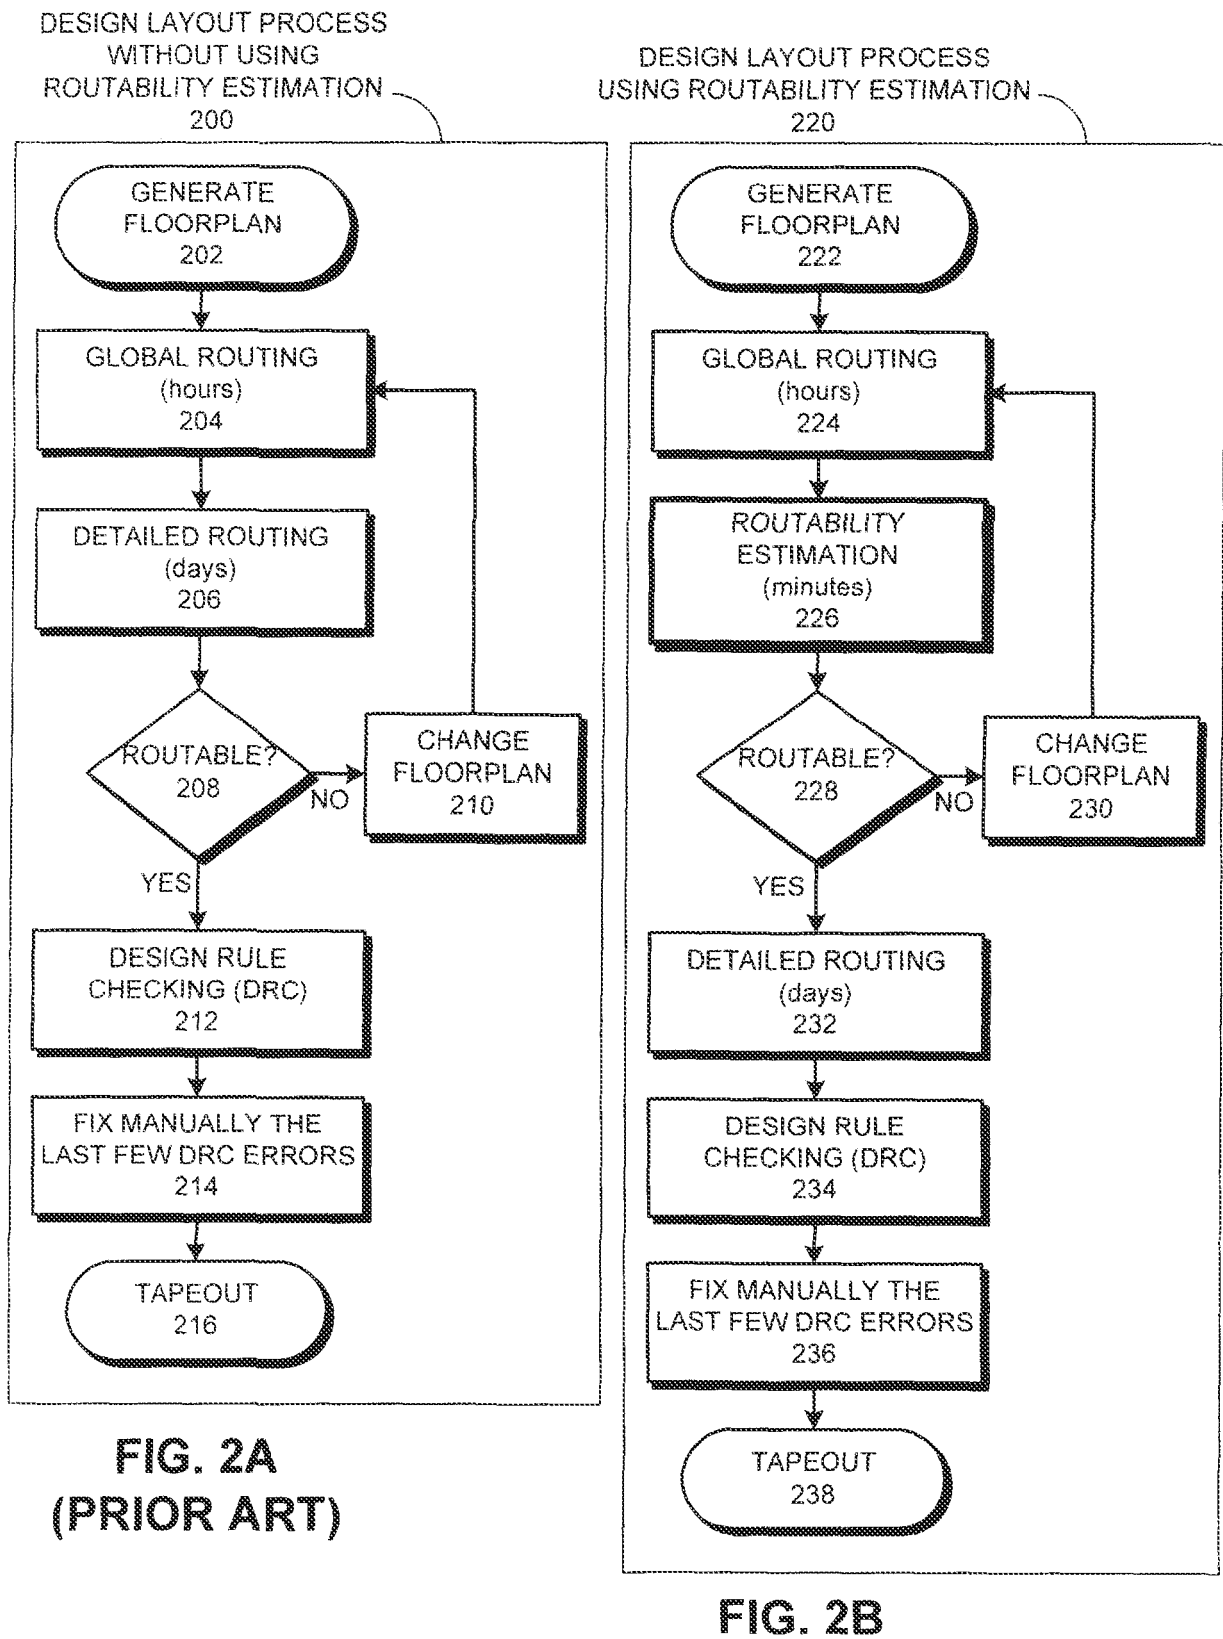 DESIGN LAYOUT PROCESS
WITHOUT USING
ROUTABILITY ESTIMATION
200
GENERATE
FLOORPLAN
202
GLOBAL ROUTING
(hours)
204
DETAILED ROUTING
(days)
206
ROUTABLE?
208
NO
CHANGE
FLOORPLAN
210
YES
DESIGN RULE
CHECKING (DRC)
212
FIX MANUALLY THE
LAST FEW DRC ERRORS
214
TAPEOUT
216
FIG. 2A
(PRIOR ART)
DESIGN LAYOUT PROCESS
USING ROUTABILITY ESTIMATION
220
GENERATE
FLOORPLAN
222
GLOBAL ROUTING
(hours)
224
ROUTABILITY
ESTIMATION
(minutes)
226
ROUTABLE?
228
NO
CHANGE
FLOORPLAN
230
YES
DETAILED ROUTING
(days)
232
DESIGN RULE
CHECKING (DRC)
234
FIX MANUALLY THE
LAST FEW DRC ERRORS
236
TAPEOUT
238
FIG. 2B